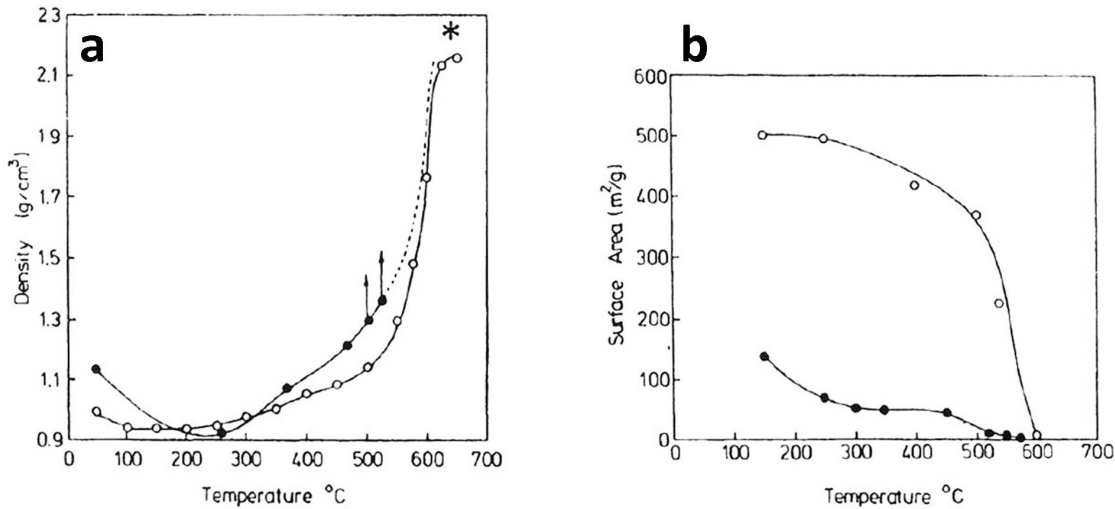 a
2.3
2.1
1.9
1.7
1.5
1.3
1.1
0.9
Density (g/cm³)
*
0 100 200 300 400 500 600 700
Temperature °C
b
600
500
400
300
200
100
0
Surface Area (m²/g)
0 100 200 300 400 500 600 700
Temperature °C